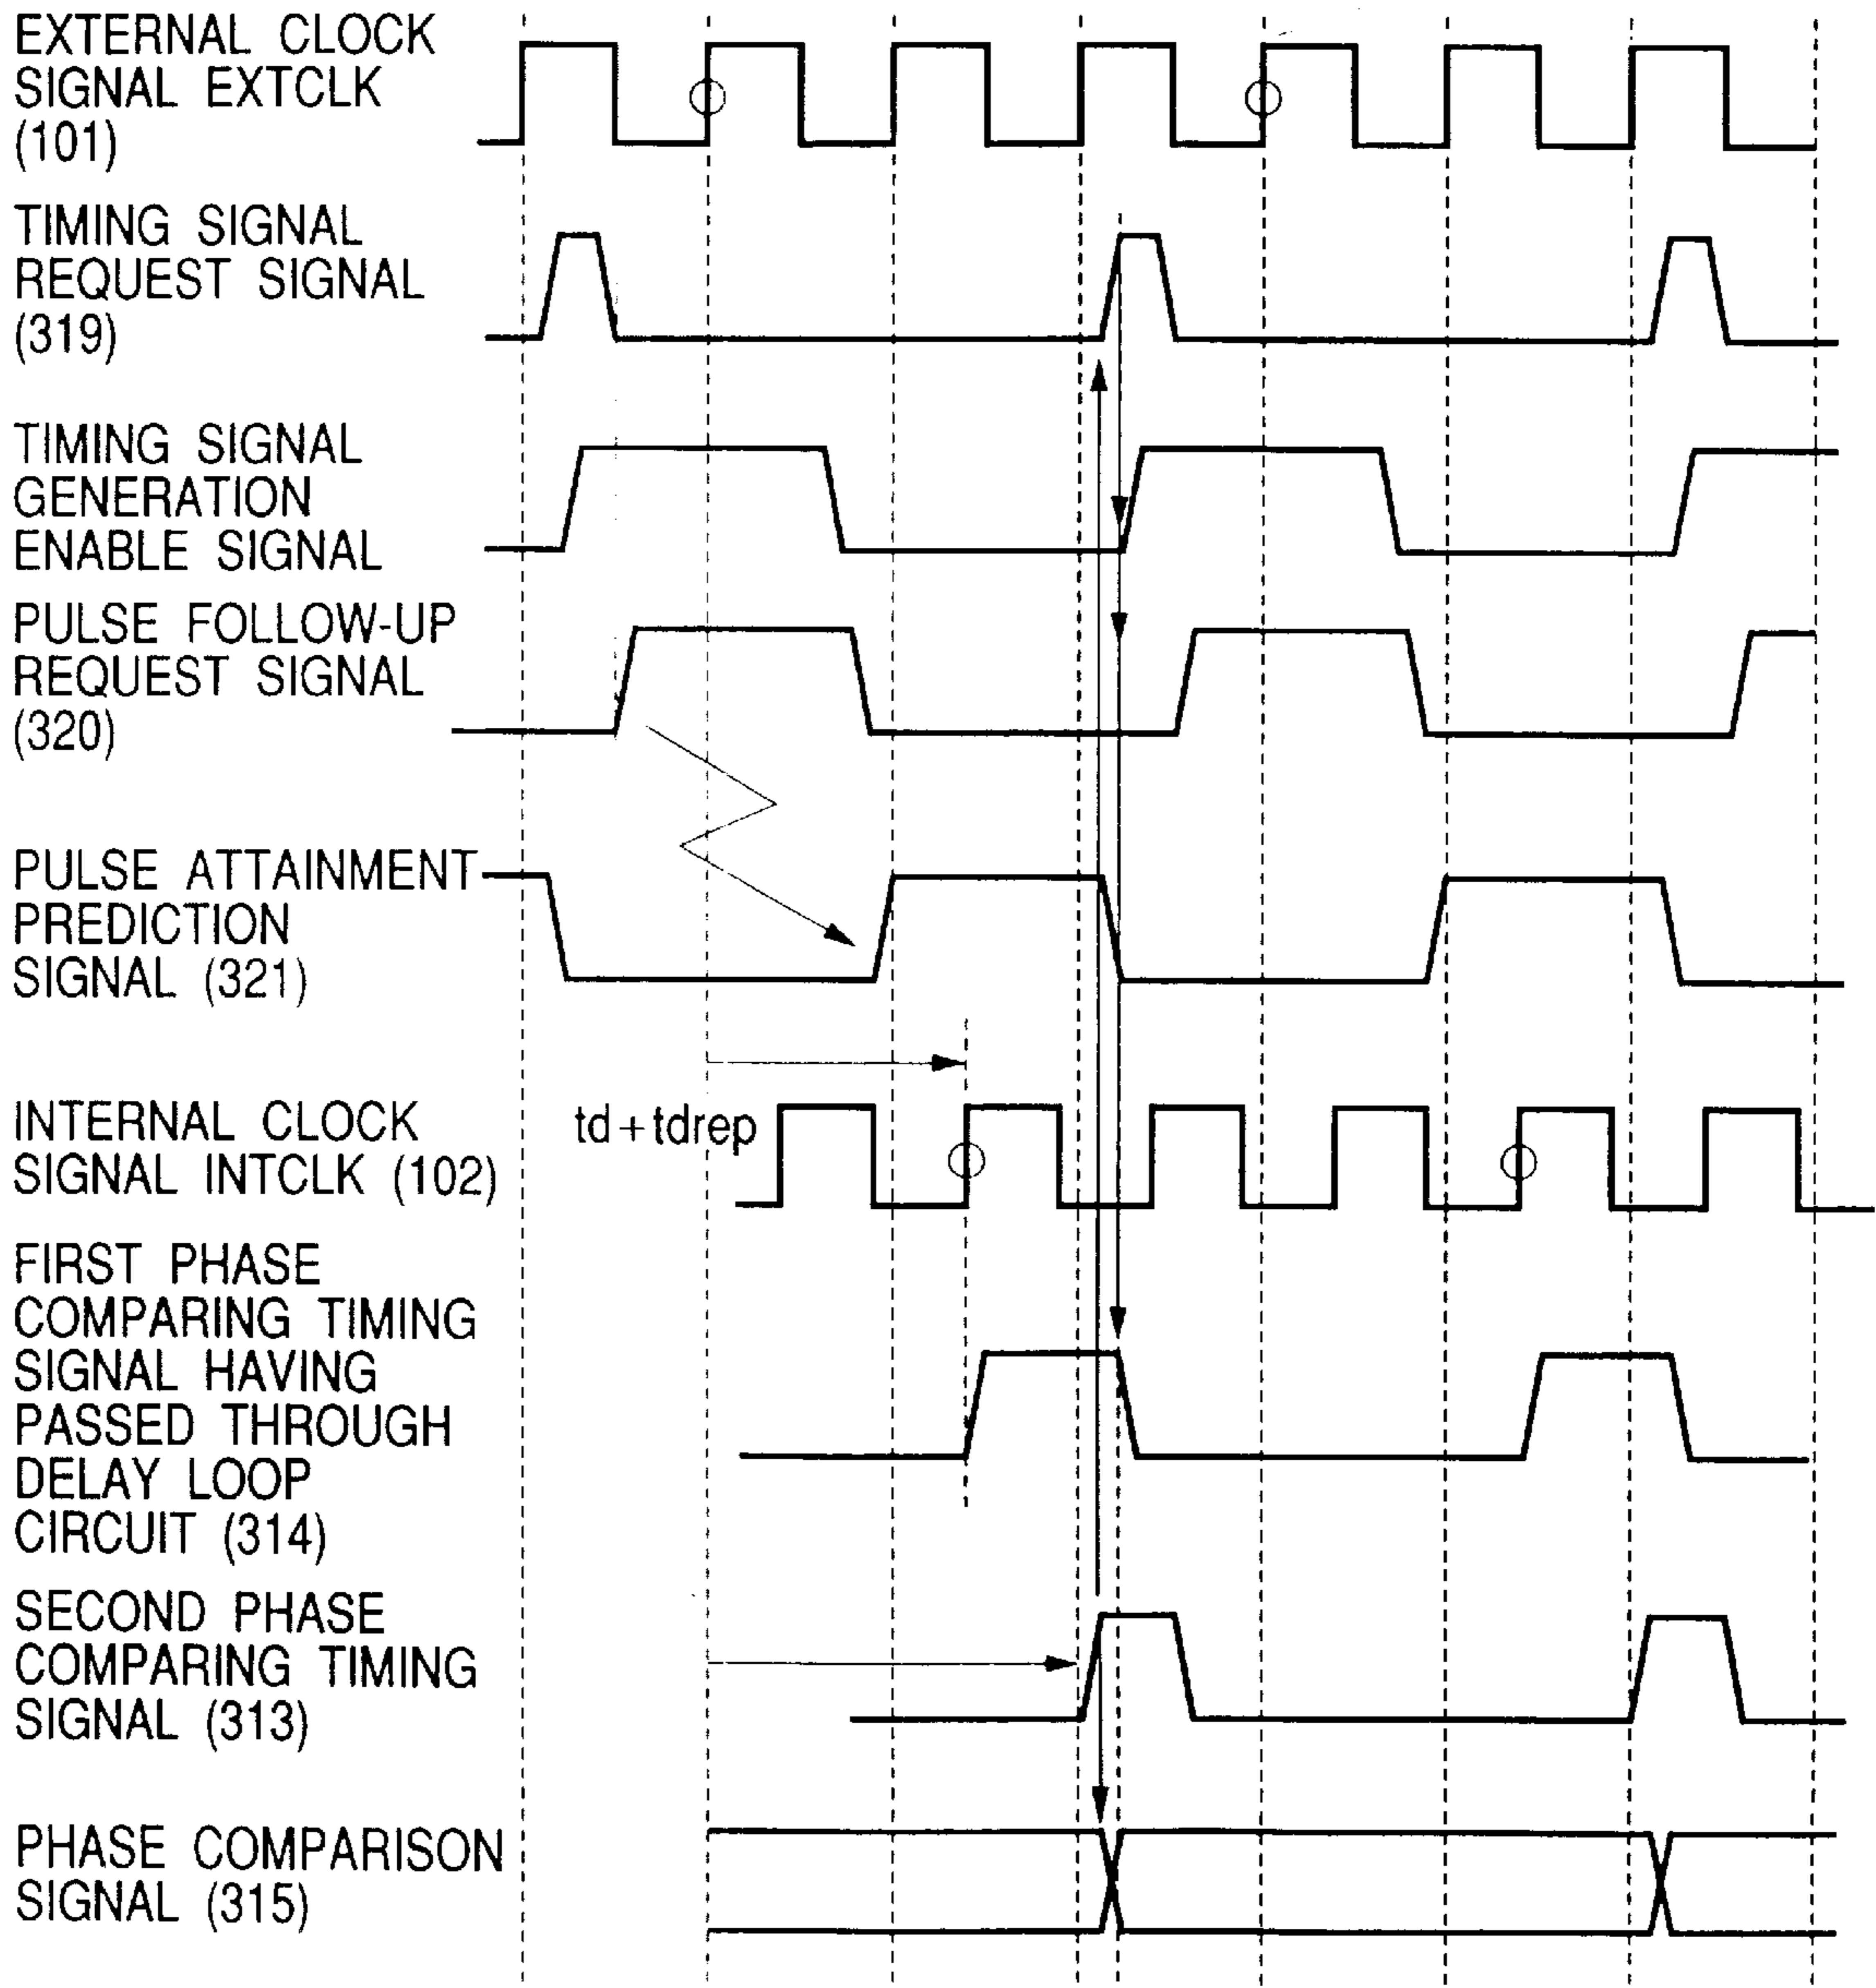 EXTERNAL CLOCK
SIGNAL EXTCLK
(101)
TIMING SIGNAL
REQUEST SIGNAL
(319)
TIMING SIGNAL
GENERATION
ENABLE SIGNAL
PULSE FOLLOW-UP
REQUEST SIGNAL
(320)
PULSE ATTAINMENT
PREDICTION
SIGNAL (321)
INTERNAL CLOCK
SIGNAL INTCLK (102)
td+tdrep
FIRST PHASE
COMPARING TIMING
SIGNAL HAVING
PASSED THROUGH
DELAY LOOP
CIRCUIT (314)
SECOND PHASE
COMPARING TIMING
SIGNAL (313)
PHASE COMPARISON
SIGNAL (315)